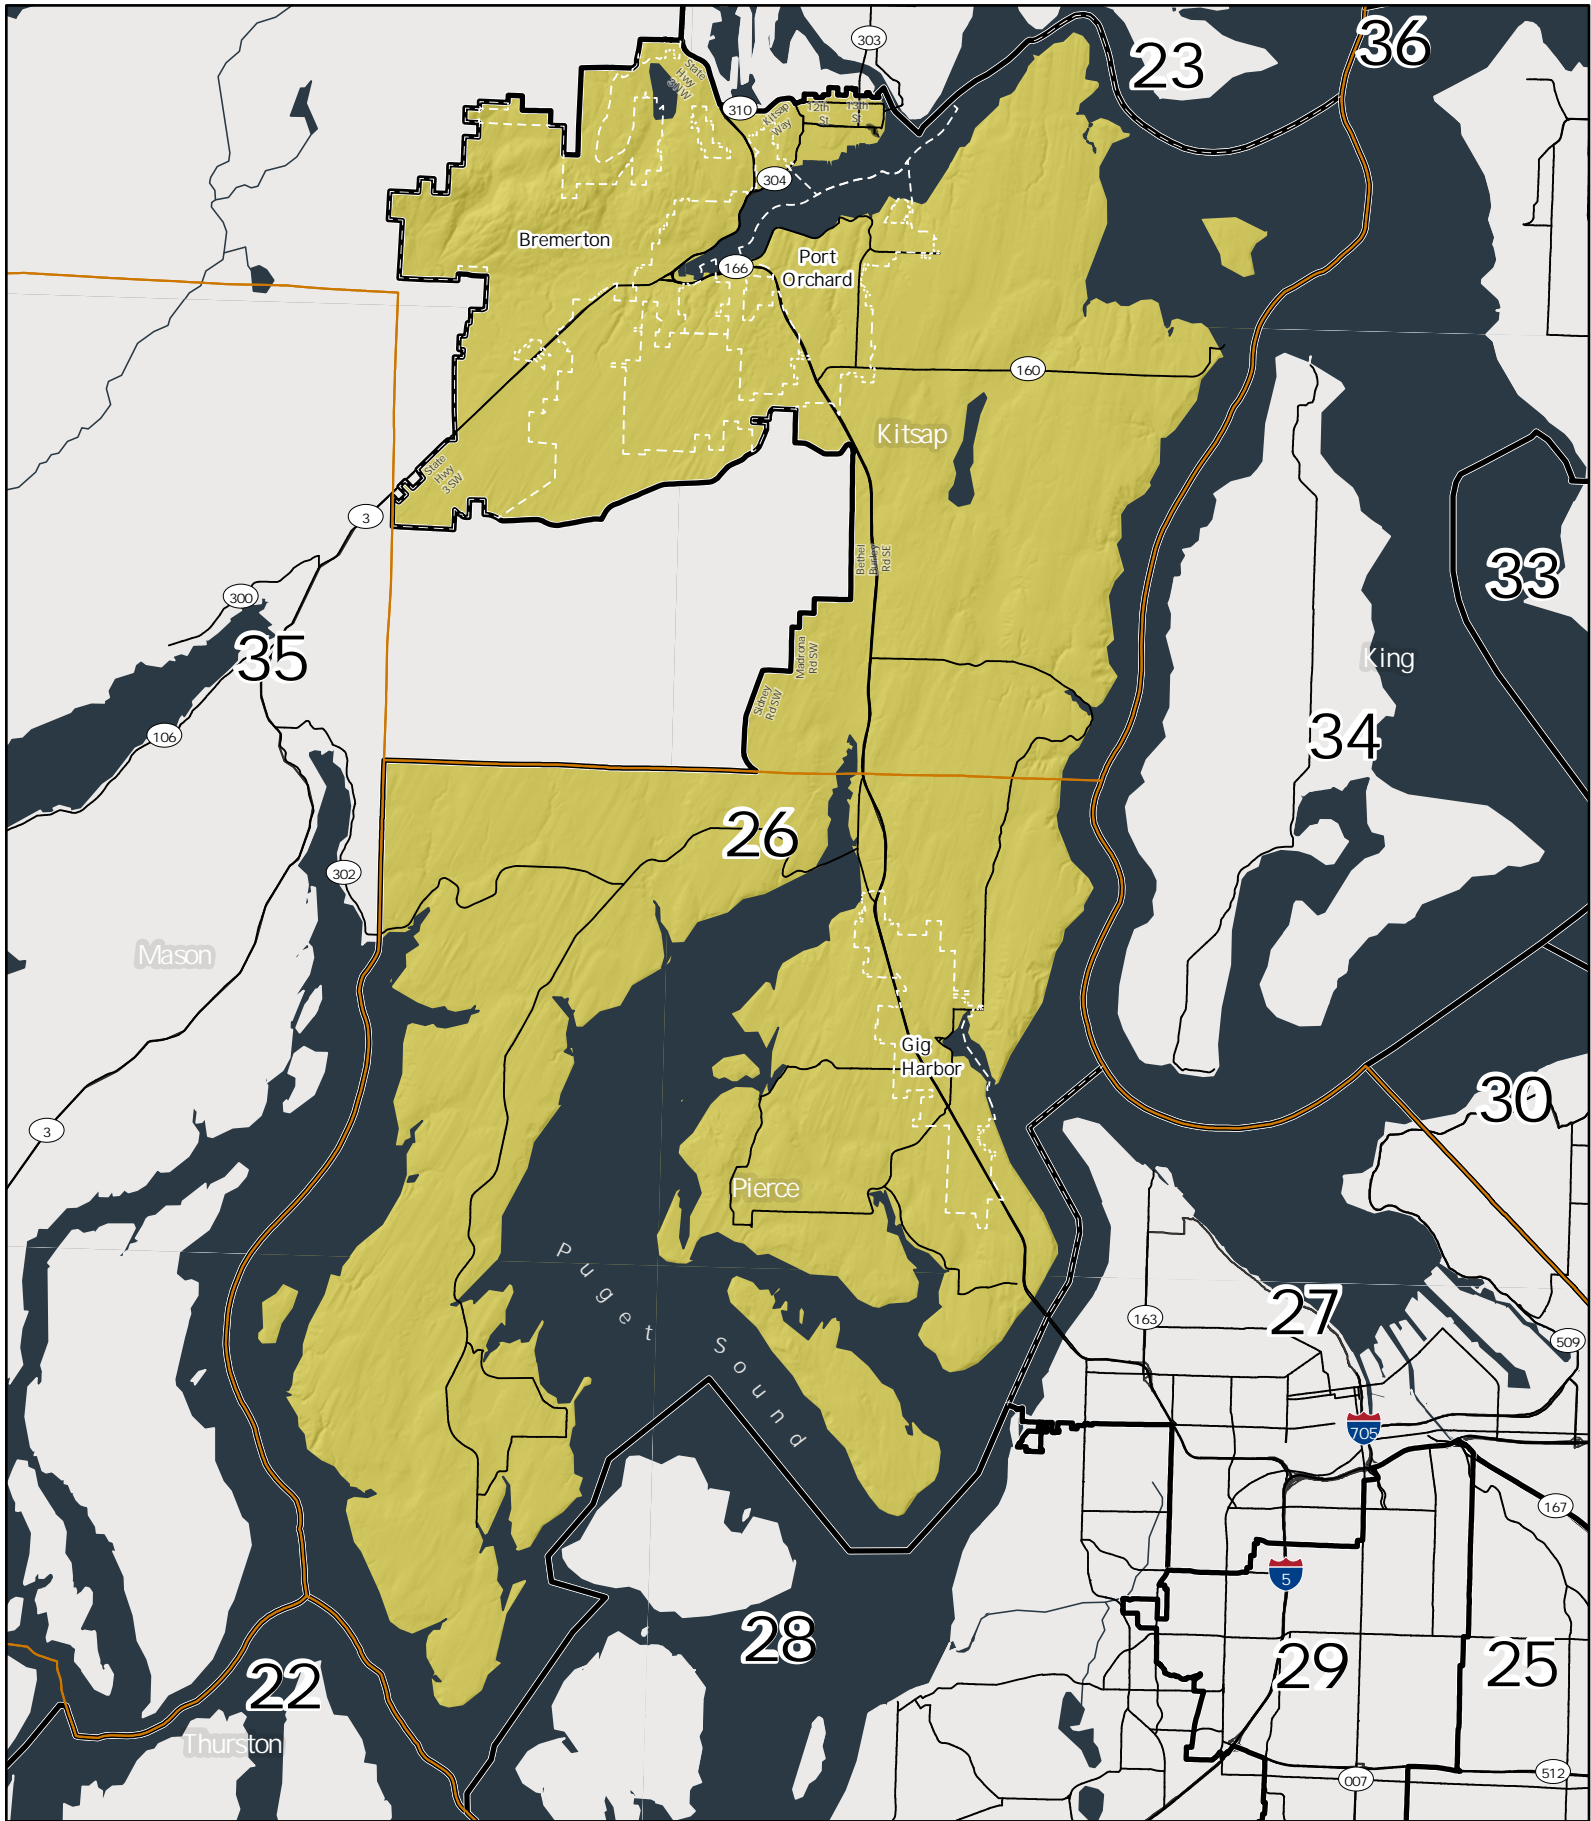 303
23
36
State
Hwy
3 NW
310
Kitsap
Way
12th
St
13th
St
304
Bremerton
166
Port
Orchard
160
Kitsap
State
Hwy
3 SW
3
Bethel
Burley
Rd SE
33
300
35
Madrona
Rd SW
King
Sidney
Rd SW
106
34
26
302
Mason
Gig
Harbor
30
3
Pierce
Puget
Sound
27
163
509
705
167
5
28
29
25
22
Thurston
007
512